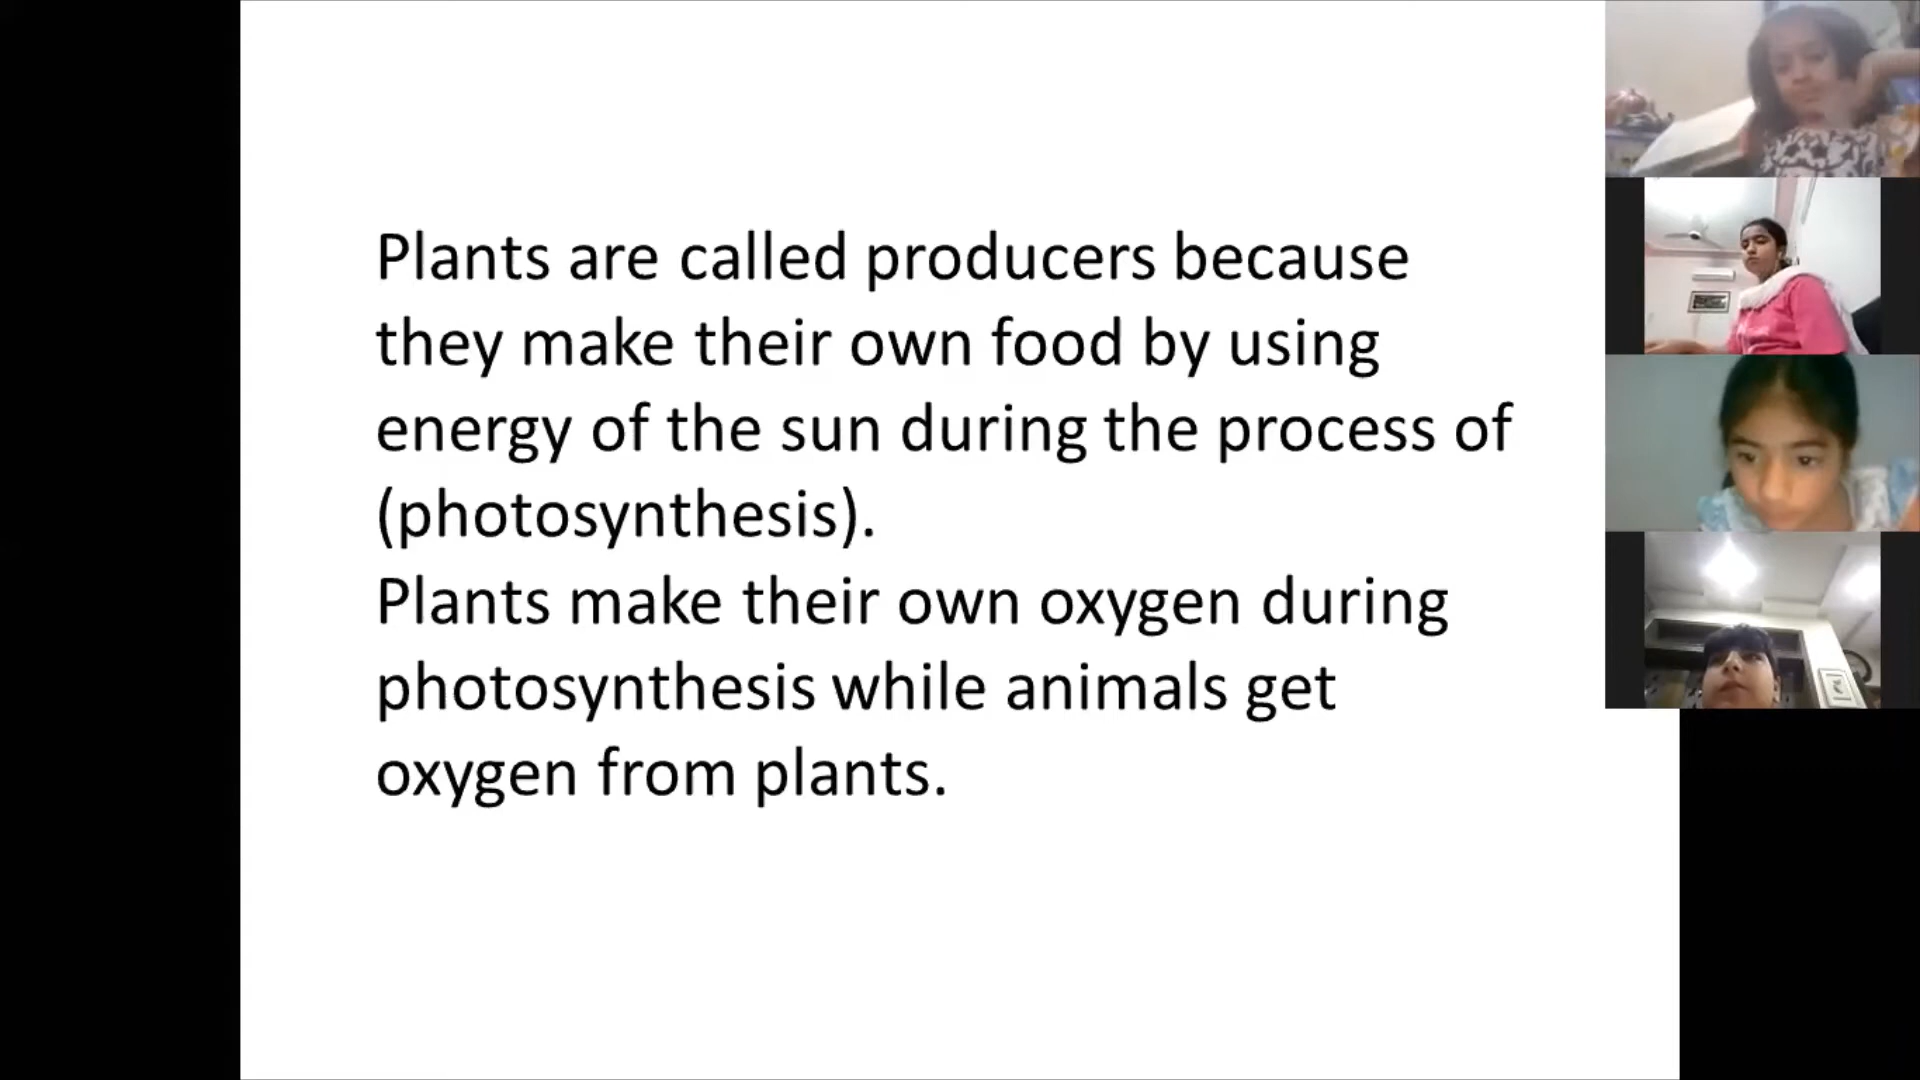 Plants are called producers because
they make their own food by using
energy of the sun during the process of
(photosynthesis).
Plants make their own oxygen during
photosynthesis while animals get
oxygen from plants.